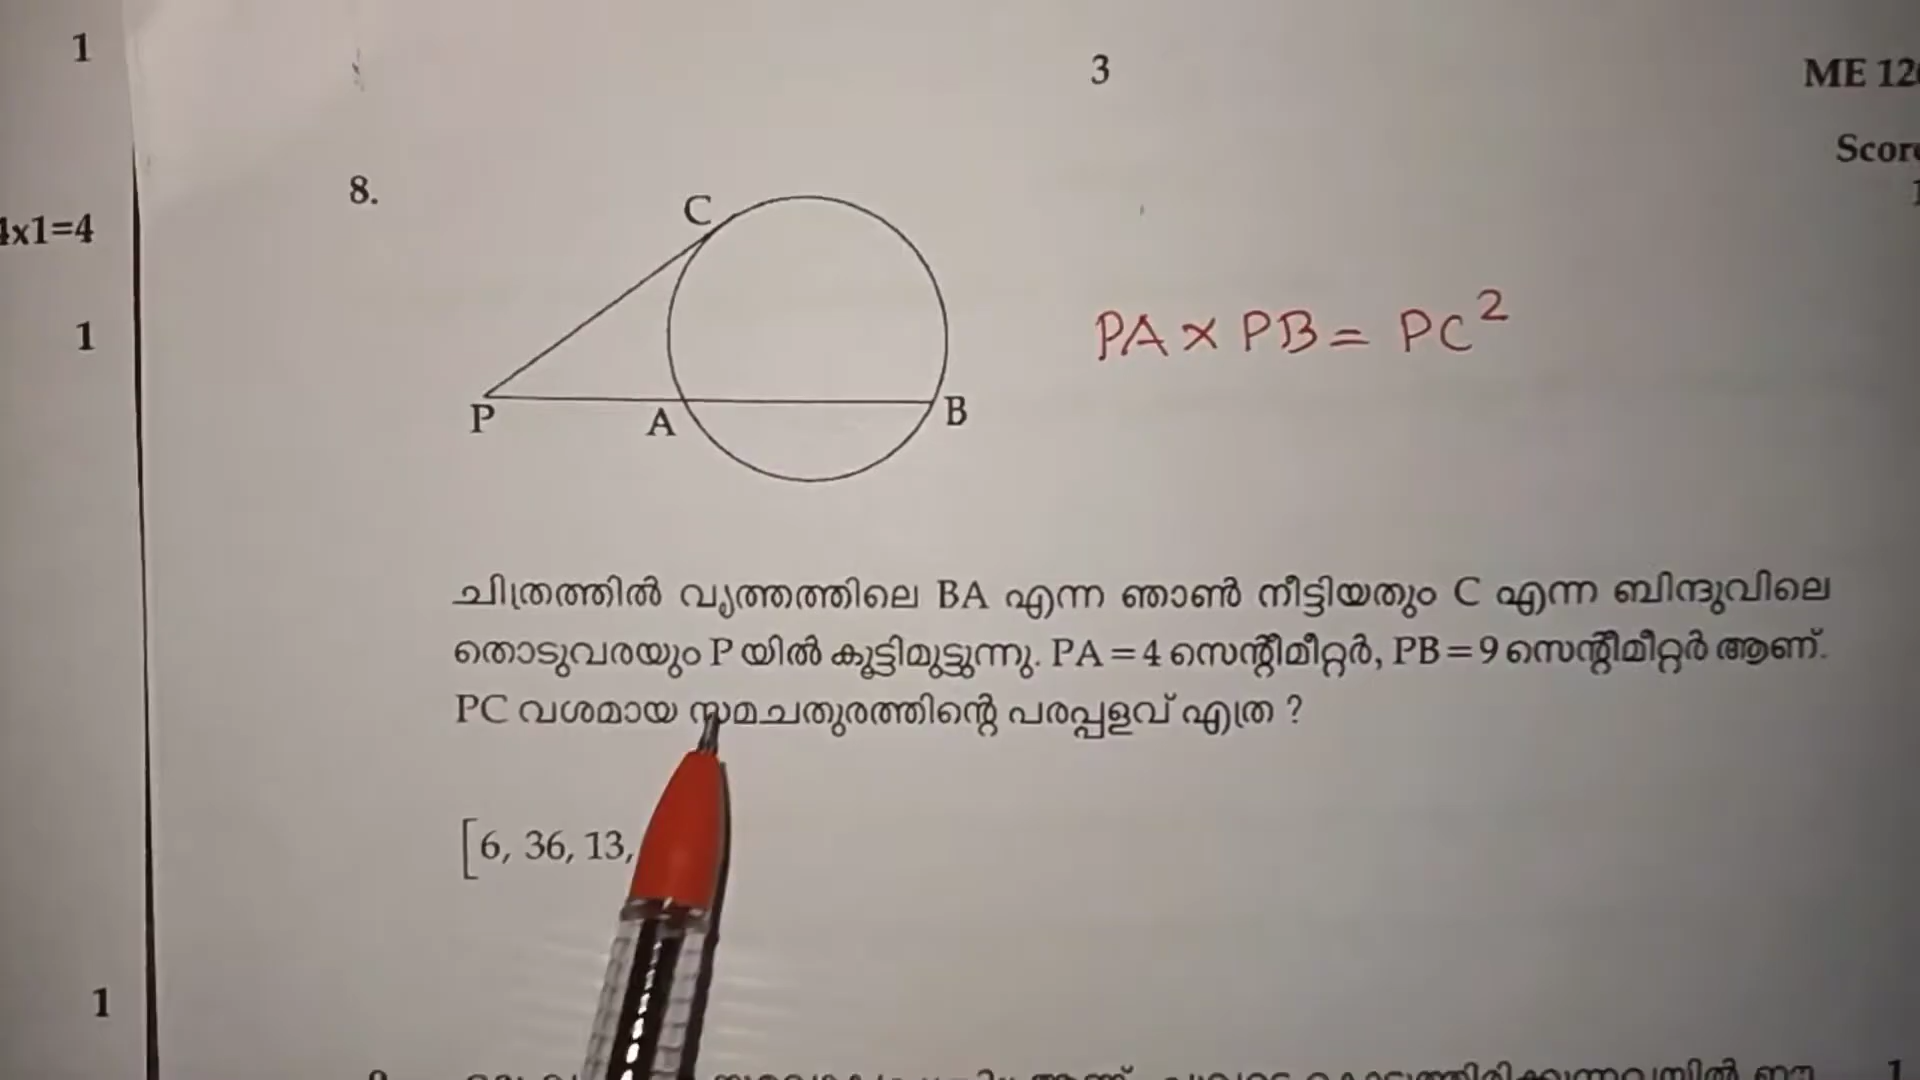 1
3
ME 12
Score
8.
4x1=4
1
C
P
A
B
PA × PB = PC²
ചിത്രത്തിൽ വൃത്തത്തിലെ BA എന്ന ഞാൺ നീട്ടിയതും C എന്ന ബിന്ദുവിലെ
തൊടുവരയും P യിൽ കൂട്ടിമുട്ടുന്നു. PA = 4 സെന്റീമീറ്റർ, PB = 9 സെന്റീമീറ്റർ ആണ്.
PC വശമായ സമചതുരത്തിന്റെ പരപ്പളവ് എത്ര ?
[6, 36, 13,
1